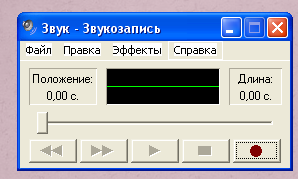 Звук - Звукозапись
Файл Правка Эффекты Справка
Положение: Длина:
0,00 с. 0,00 с.